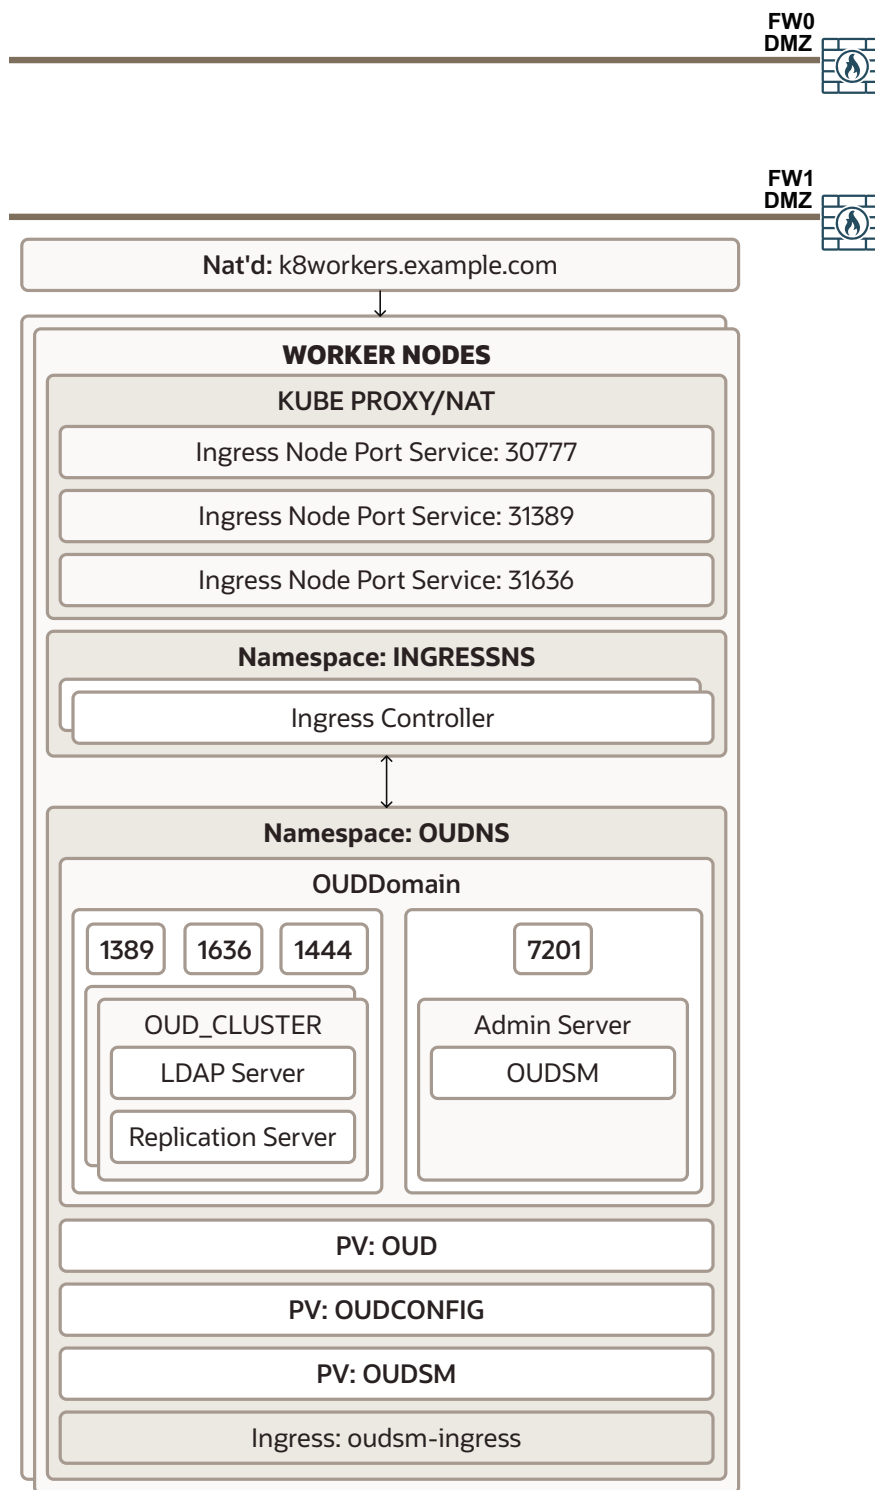 FW0
DMZ
FW1
DMZ
Nat'd: k8workers.example.com
WORKER NODES
KUBE PROXY/NAT
Ingress Node Port Service: 30777
Ingress Node Port Service: 31389
Ingress Node Port Service: 31636
Namespace: INGRESSNS
Ingress Controller
Namespace: OUDNS
OUDDomain
1389 1636 1444
OUD_CLUSTER
LDAP Server
Replication Server
7201
Admin Server
OUDSM
PV: OUD
PV: OUDCONFIG
PV: OUDSM
Ingress: oudsm-ingress